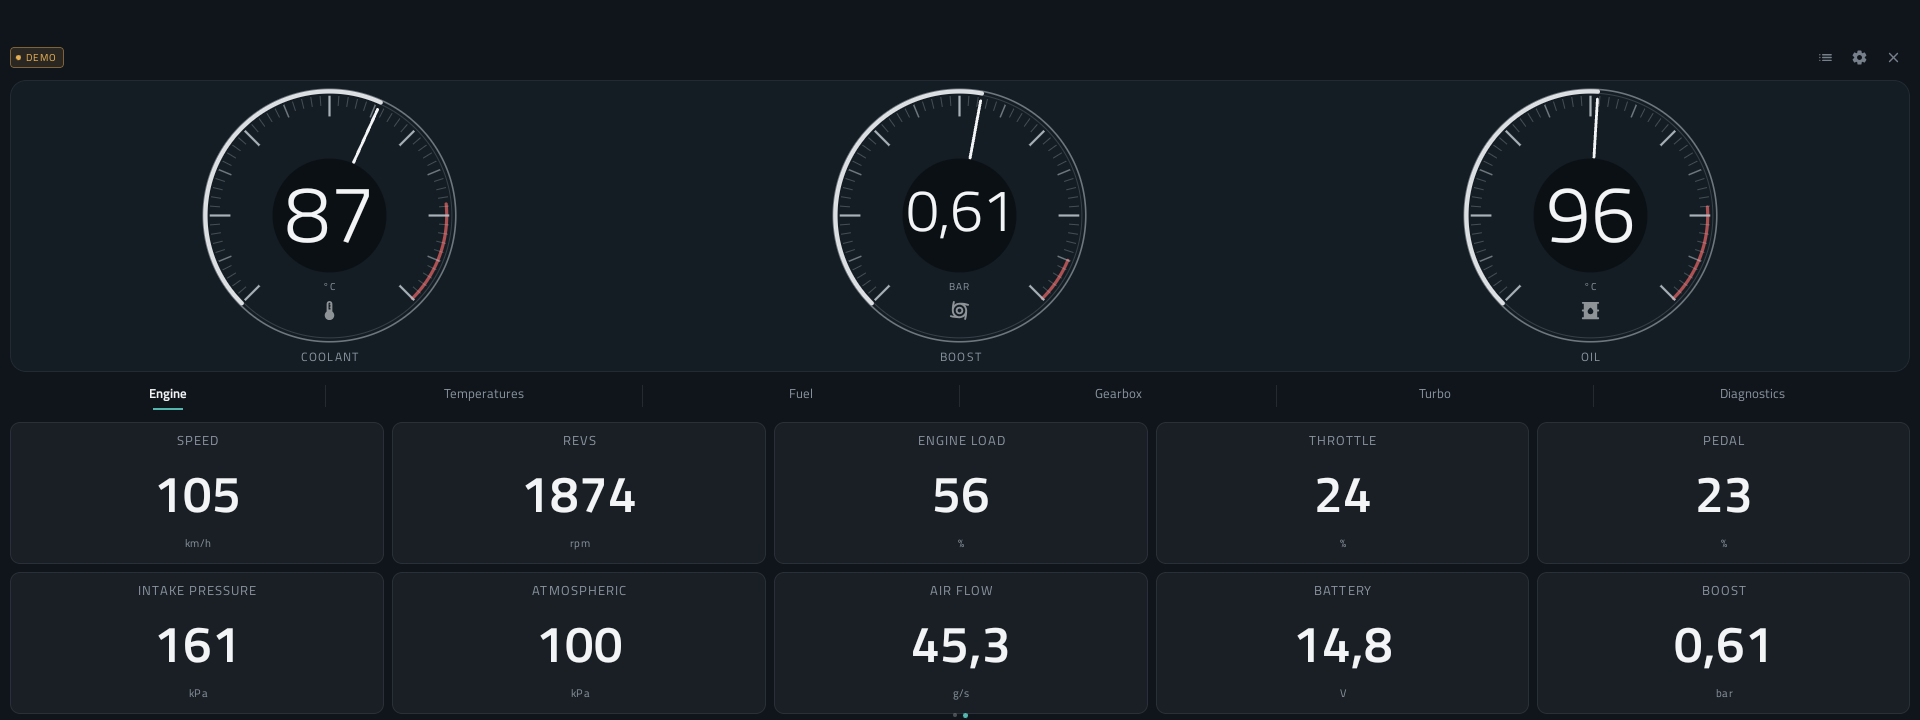 DEMO
87
°C
COOLANT
0,61
BAR
BOOST
96
°C
OIL
Engine
Temperatures
Fuel
Gearbox
Turbo
Diagnostics
SPEED
105
km/h
REVS
1874
rpm
ENGINE LOAD
56
%
THROTTLE
24
%
PEDAL
23
%
INTAKE PRESSURE
161
kPa
ATMOSPHERIC
100
kPa
AIR FLOW
45,3
g/s
BATTERY
14,8
V
BOOST
0,61
bar